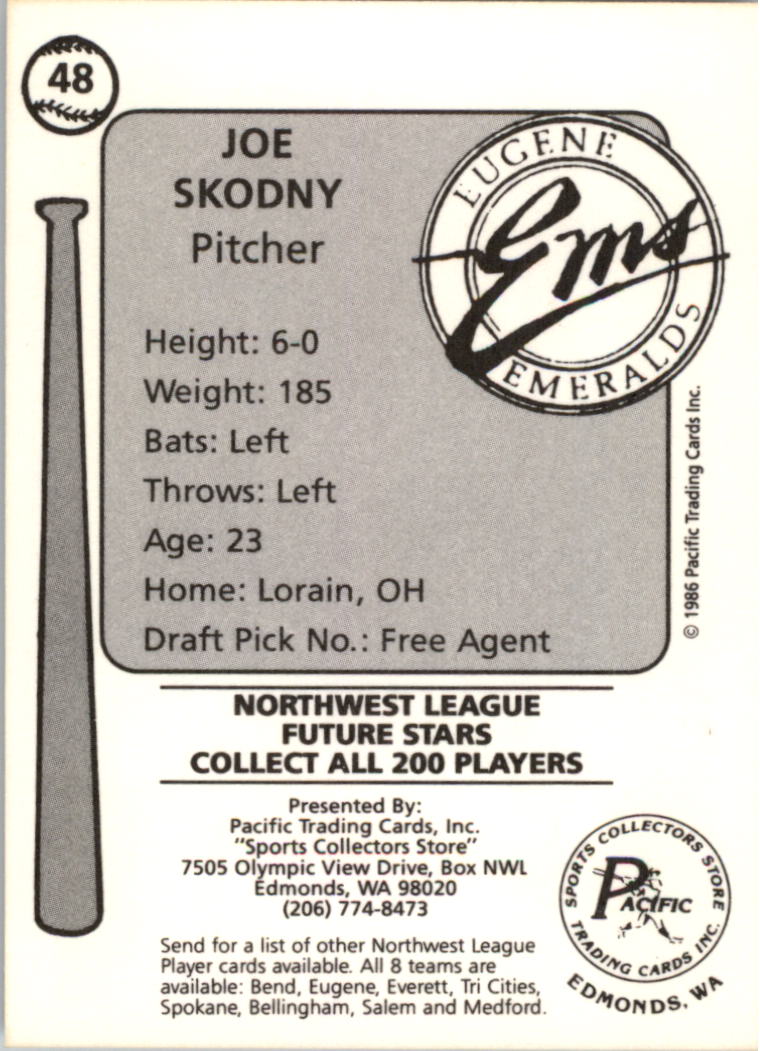 48
JOE
SKODNY
Pitcher
EUGENE
Ems
EMERALDS
Height: 6-0
Weight: 185
Bats: Left
Throws: Left
Age: 23
Home: Lorain, OH
Draft Pick No.: Free Agent
© 1986 Pacific Trading Cards Inc.
NORTHWEST LEAGUE
FUTURE STARS
COLLECT ALL 200 PLAYERS
Presented By:
Pacific Trading Cards, Inc.
"Sports Collectors Store"
7505 Olympic View Drive, Box NWL
Edmonds, WA 98020
(206) 774-8473
Send for a list of other Northwest League
Player cards available. All 8 teams are
available: Bend, Eugene, Everett, Tri Cities,
Spokane, Bellingham, Salem and Medford.
SPORTS COLLECTORS STORE
PACIFIC
TRADING CARDS INC.
EDMONDS, WA